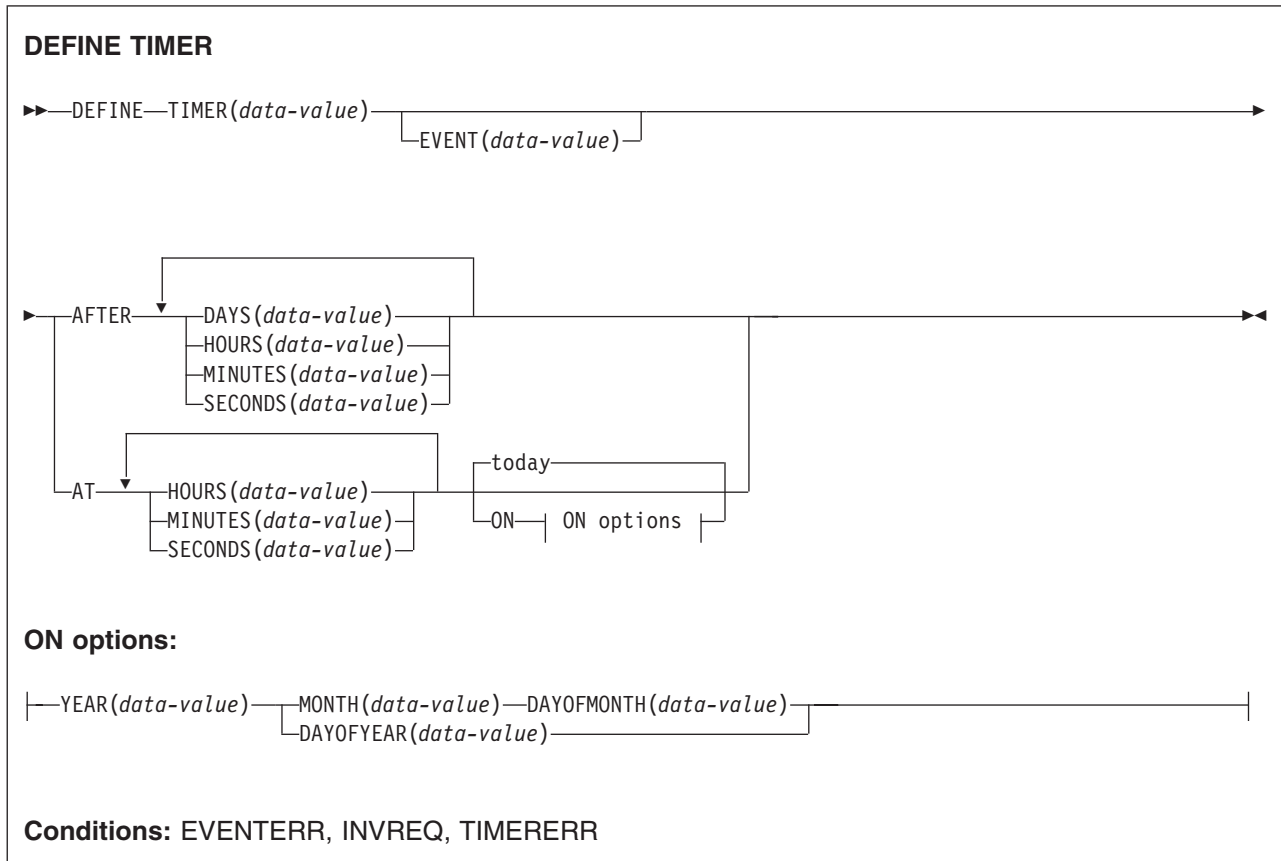 DEFINE TIMER
DEFINE TIMER(data-value)
EVENT(data-value)
AFTER DAYS(data-value)
HOURS(data-value)
MINUTES(data-value)
SECONDS(data-value)
today
AT HOURS(data-value)
MINUTES(data-value) ON ON options
SECONDS(data-value)
ON options:
YEAR(data-value) MONTH(data-value) DAYOFMONTH(data-value)
DAYOFYEAR(data-value)
Conditions: EVENTERR, INVREQ, TIMERERR